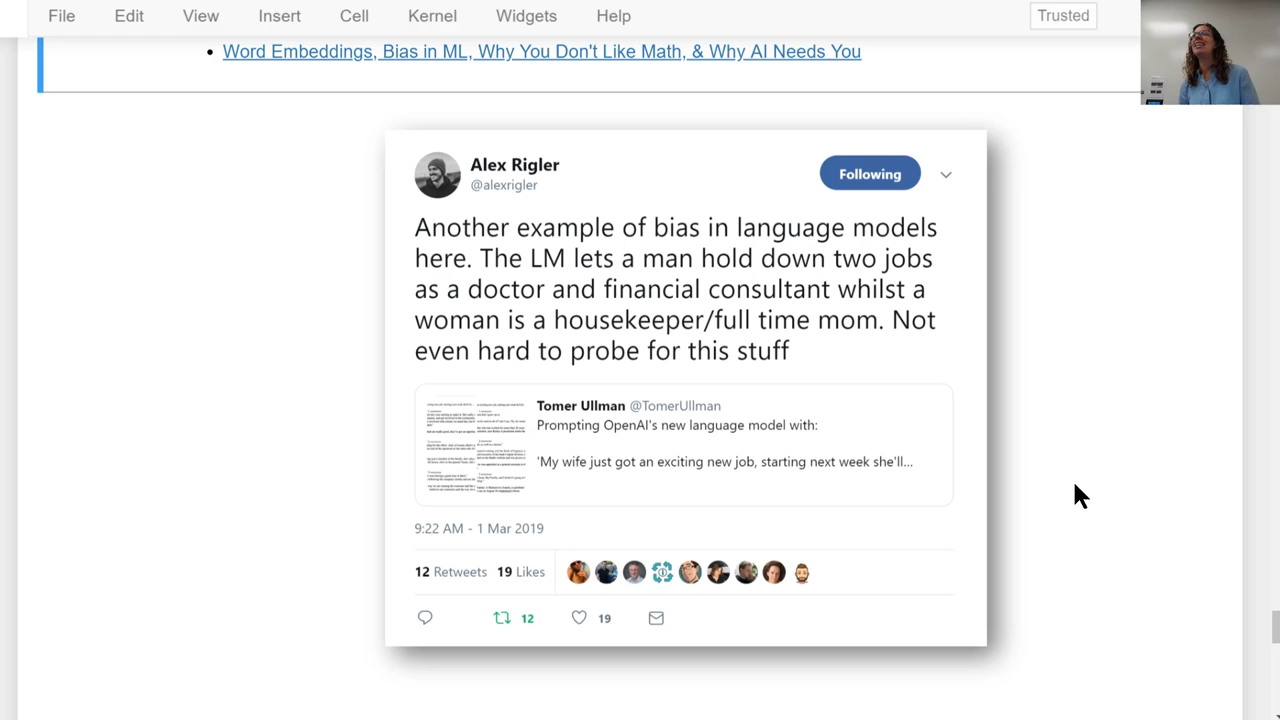 File Edit View Insert Cell Kernel Widgets Help Trusted
Word Embeddings, Bias in ML, Why You Don't Like Math, & Why AI Needs You
Alex Rigler
@alexrigler
Following
Another example of bias in language models
here. The LM lets a man hold down two jobs
as a doctor and financial consultant whilst a
woman is a housekeeper/full time mom. Not
even hard to probe for this stuff
Tomer Ullman @TomerUllman
Prompting OpenAI's new language model with:
'My wife just got an exciting new job, starting next week she'll...
9:22 AM - 1 Mar 2019
12 Retweets 19 Likes
12 19